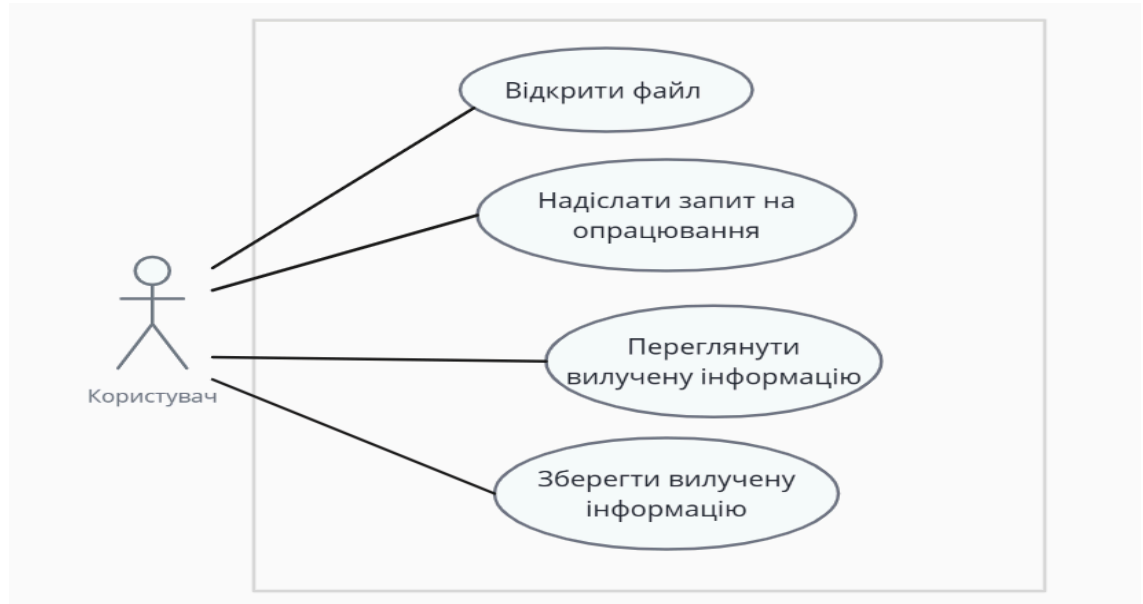 Відкрити файл
Надіслати запит на
опрацювання
Переглянути
вилучену інформацію
Користувач
Зберегти вилучену
інформацію